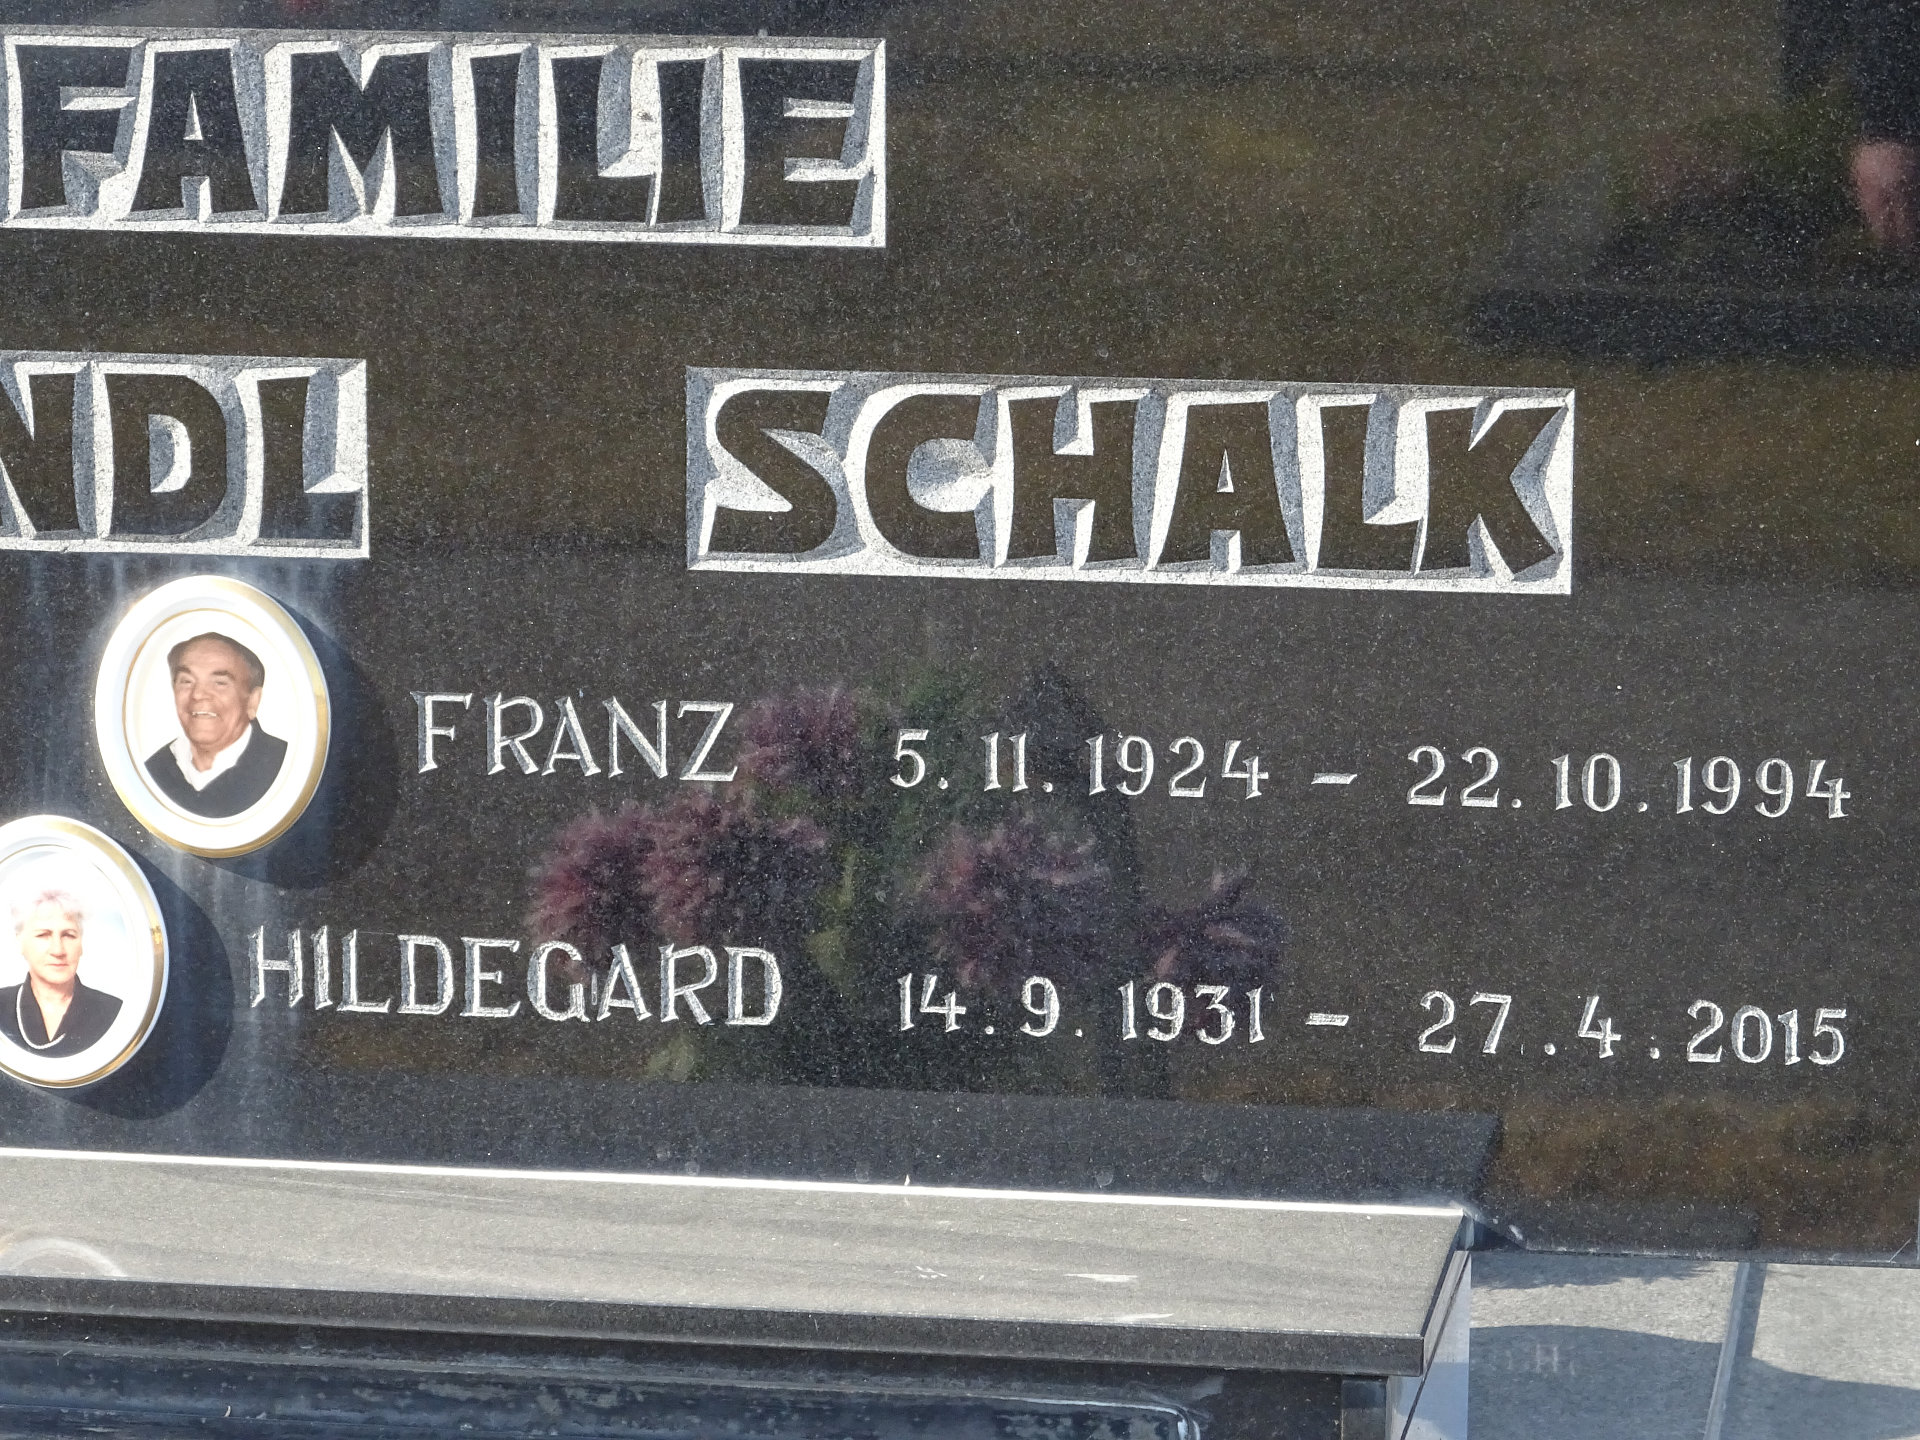 FAMILIE
NDL SCHALK
FRANZ 5. 11. 1924 – 22. 10. 1994
HILDEGARD 14. 9. 1931 – 27. 4. 2015